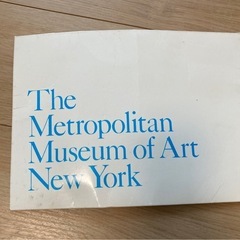 The
Metropolitan
Museum of Art
New York